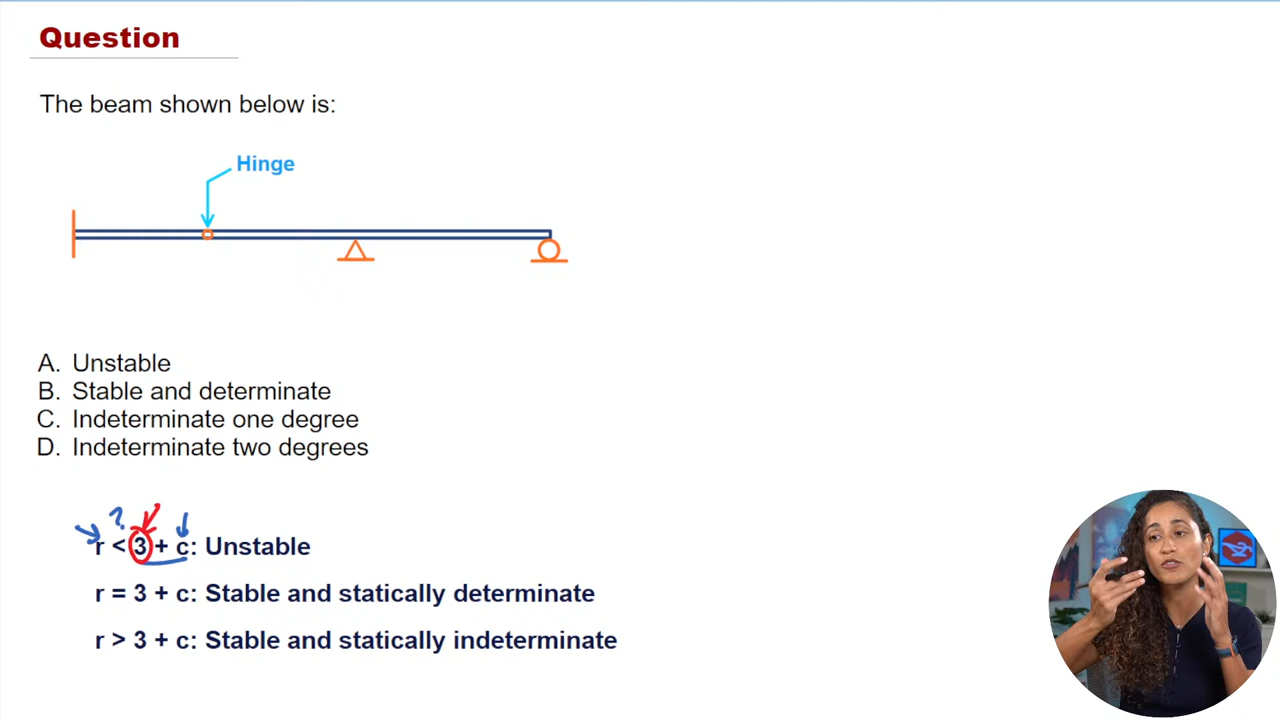 Question
The beam shown below is:
Hinge
A. Unstable
B. Stable and determinate
C. Indeterminate one degree
D. Indeterminate two degrees
?
r < 3 + c: Unstable
r = 3 + c: Stable and statically determinate
r > 3 + c: Stable and statically indeterminate